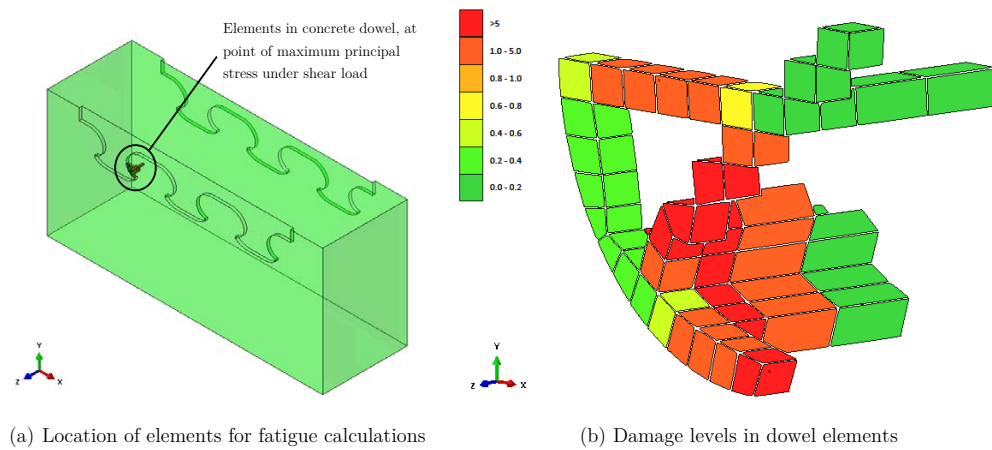 Elements in concrete dowel, at
point of maximum principal
stress under shear load
>5
1.0 - 5.0
0.8 - 1.0
0.6 - 0.8
0.4 - 0.6
0.2 - 0.4
0.0 - 0.2
Y
Z
X
Y
Z
X
(a) Location of elements for fatigue calculations
(b) Damage levels in dowel elements